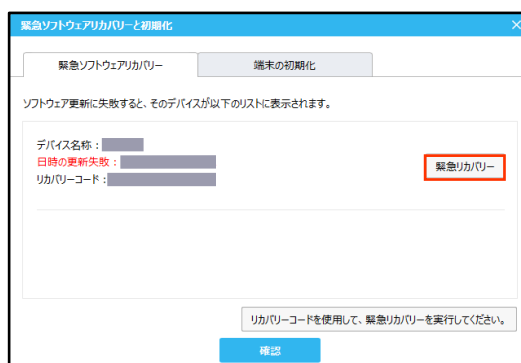 緊急ソフトウェアリカバリーと初期化
緊急ソフトウェアリカバリー
端末の初期化
ソフトウェア更新に失敗すると、そのデバイスが以下のリストに表示されます。
デバイス名称：
日時の更新失敗：
リカバリーコード：
緊急リカバリー
リカバリーコードを使用して、緊急リカバリーを実行してください。
確認